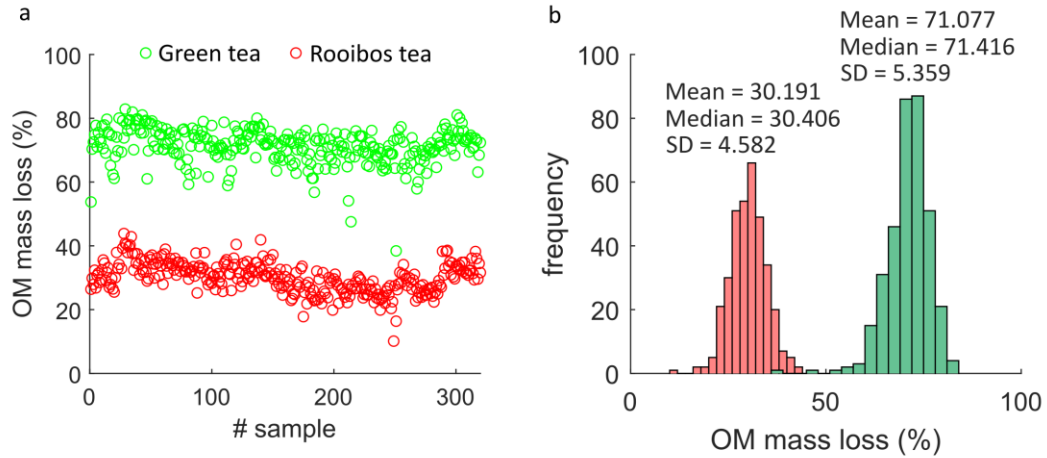 a
Green tea
Rooibos tea
OM mass loss (%)
100
80
60
40
20
0
0
100
200
300
# sample
b
Mean = 71.077
Median = 71.416
SD = 5.359
Mean = 30.191
Median = 30.406
SD = 4.582
frequency
100
80
60
40
20
0
0
50
100
OM mass loss (%)